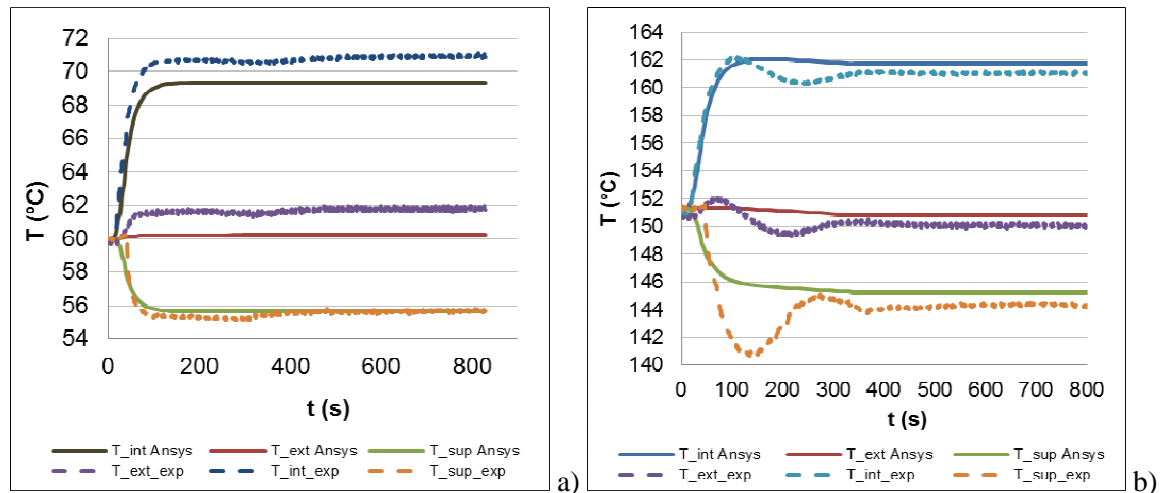 72
70
68
66
64
62
60
58
56
54
T (°C)
0 200 400 600 800
t (s)
T_int Ansys T_ext Ansys T_sup Ansys
T_ext_exp T_int_exp T_sup_exp
a)
164
162
160
158
156
154
152
150
148
146
144
142
140
T (°C)
0 100 200 300 400 500 600 700 800
t (s)
T_int Ansys T_ext Ansys T_sup Ansys
T_ext_exp T_int_exp T_sup_exp
b)